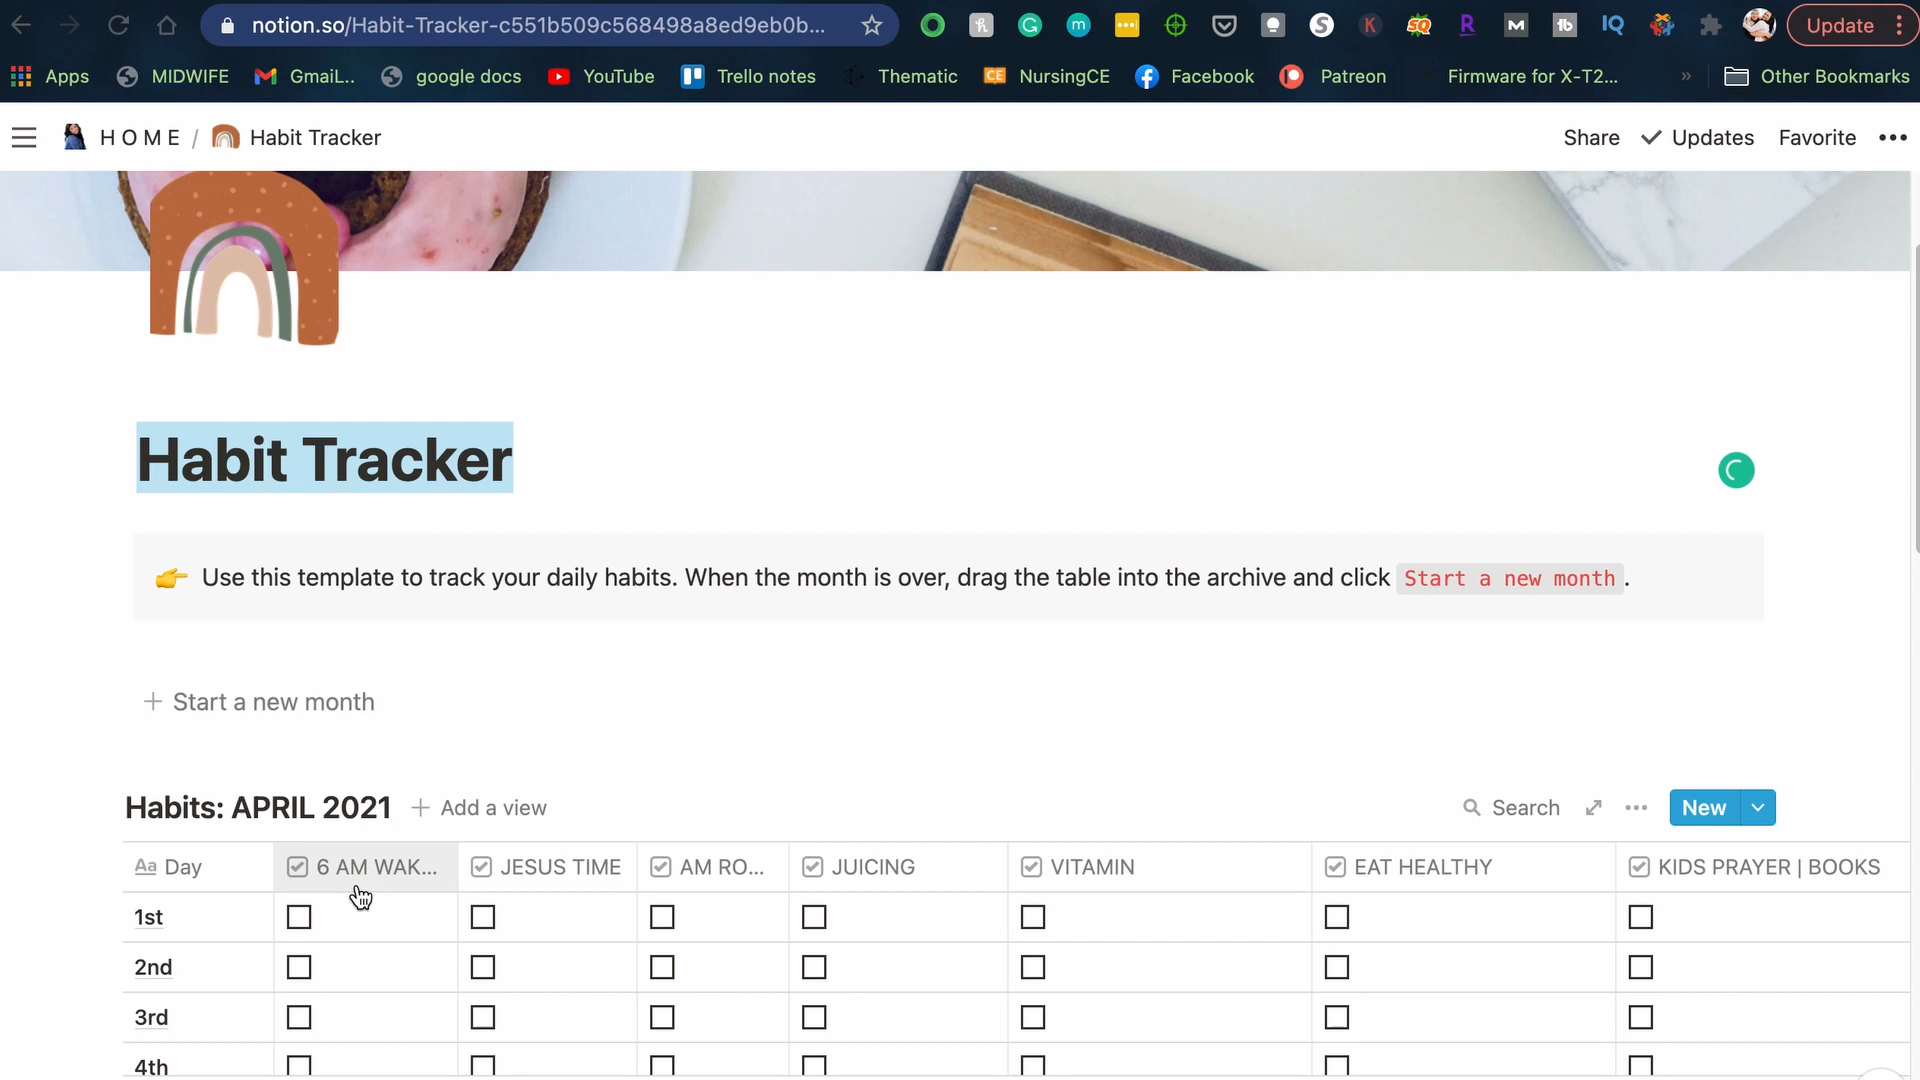 notion.so/Habit-Tracker-c551b509c568498a8ed9eb0b...
Update
Apps MIDWIFE GmaiL.. google docs YouTube Trello notes Thematic NursingCE Facebook Patreon Firmware for X-T2... » Other Bookmarks
H O M E / Habit Tracker
Share Updates Favorite •••
Habit Tracker
Use this template to track your daily habits. When the month is over, drag the table into the archive and click Start a new month.
+ Start a new month
Habits: APRIL 2021 + Add a view
Search ••• New
Aa Day 6 AM WAK... JESUS TIME AM RO... JUICING VITAMIN EAT HEALTHY KIDS PRAYER | BOOKS
1st
2nd
3rd
4th